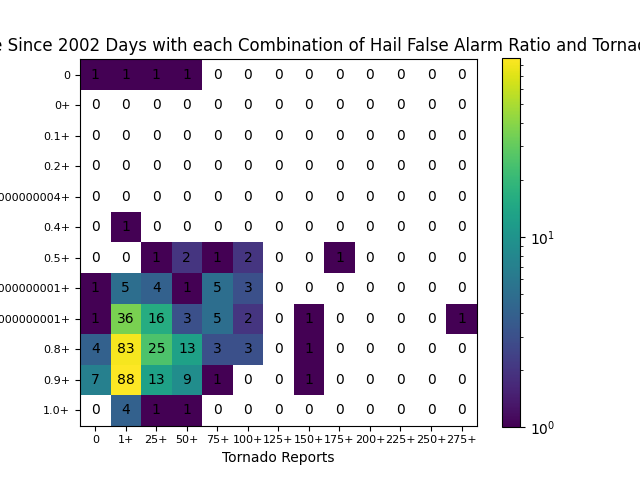 e Since 2002 Days with each Combination of Hail False Alarm Ratio and Torna
0 1 1 1 1 0 0 0 0 0 0 0 0 0
0+ 0 0 0 0 0 0 0 0 0 0 0 0 0
0.1+ 0 0 0 0 0 0 0 0 0 0 0 0 0
0.2+ 0 0 0 0 0 0 0 0 0 0 0 0 0
000000004+ 0 0 0 0 0 0 0 0 0 0 0 0 0
0.4+ 0 1 0 0 0 0 0 0 0 0 0 0 0
0.5+ 0 0 1 2 1 2 0 0 1 0 0 0 0
000000001+ 1 5 4 1 5 3 0 0 0 0 0 0 0
000000001+ 1 36 16 3 5 2 0 1 0 0 0 0 1
0.8+ 4 83 25 13 3 3 0 1 0 0 0 0 0
0.9+ 7 88 13 9 1 0 0 1 0 0 0 0 0
1.0+ 0 4 1 1 0 0 0 0 0 0 0 0 0
0 1+ 25+ 50+ 75+ 100+ 125+ 150+ 175+ 200+ 225+ 250+ 275+
Tornado Reports
10¹
10⁰